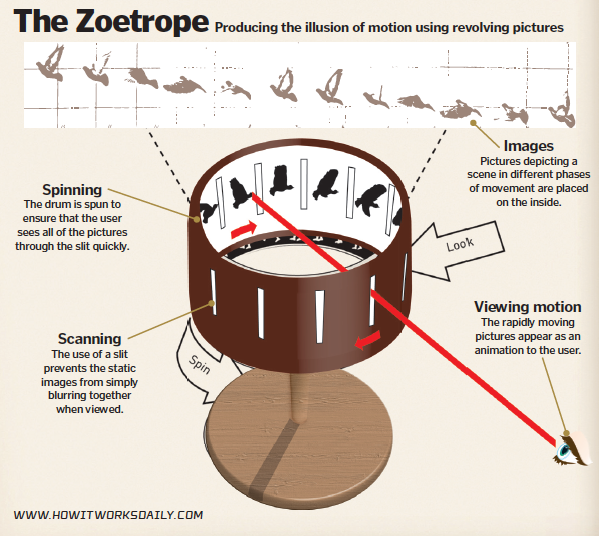 The Zoetrope Producing the illusion of motion using revolving pictures
Images
Pictures depicting a
scene in different phases
of movement are placed
on the inside.
Spinning
The drum is spun to
ensure that the user
sees all of the pictures
through the slit quickly.
Look
Viewing motion
The rapidly moving
pictures appear as an
animation to the user.
Scanning
The use of a slit
prevents the static
images from simply
blurring together
when viewed.
Spin
WWW.HOWITWORKSDAILY.COM